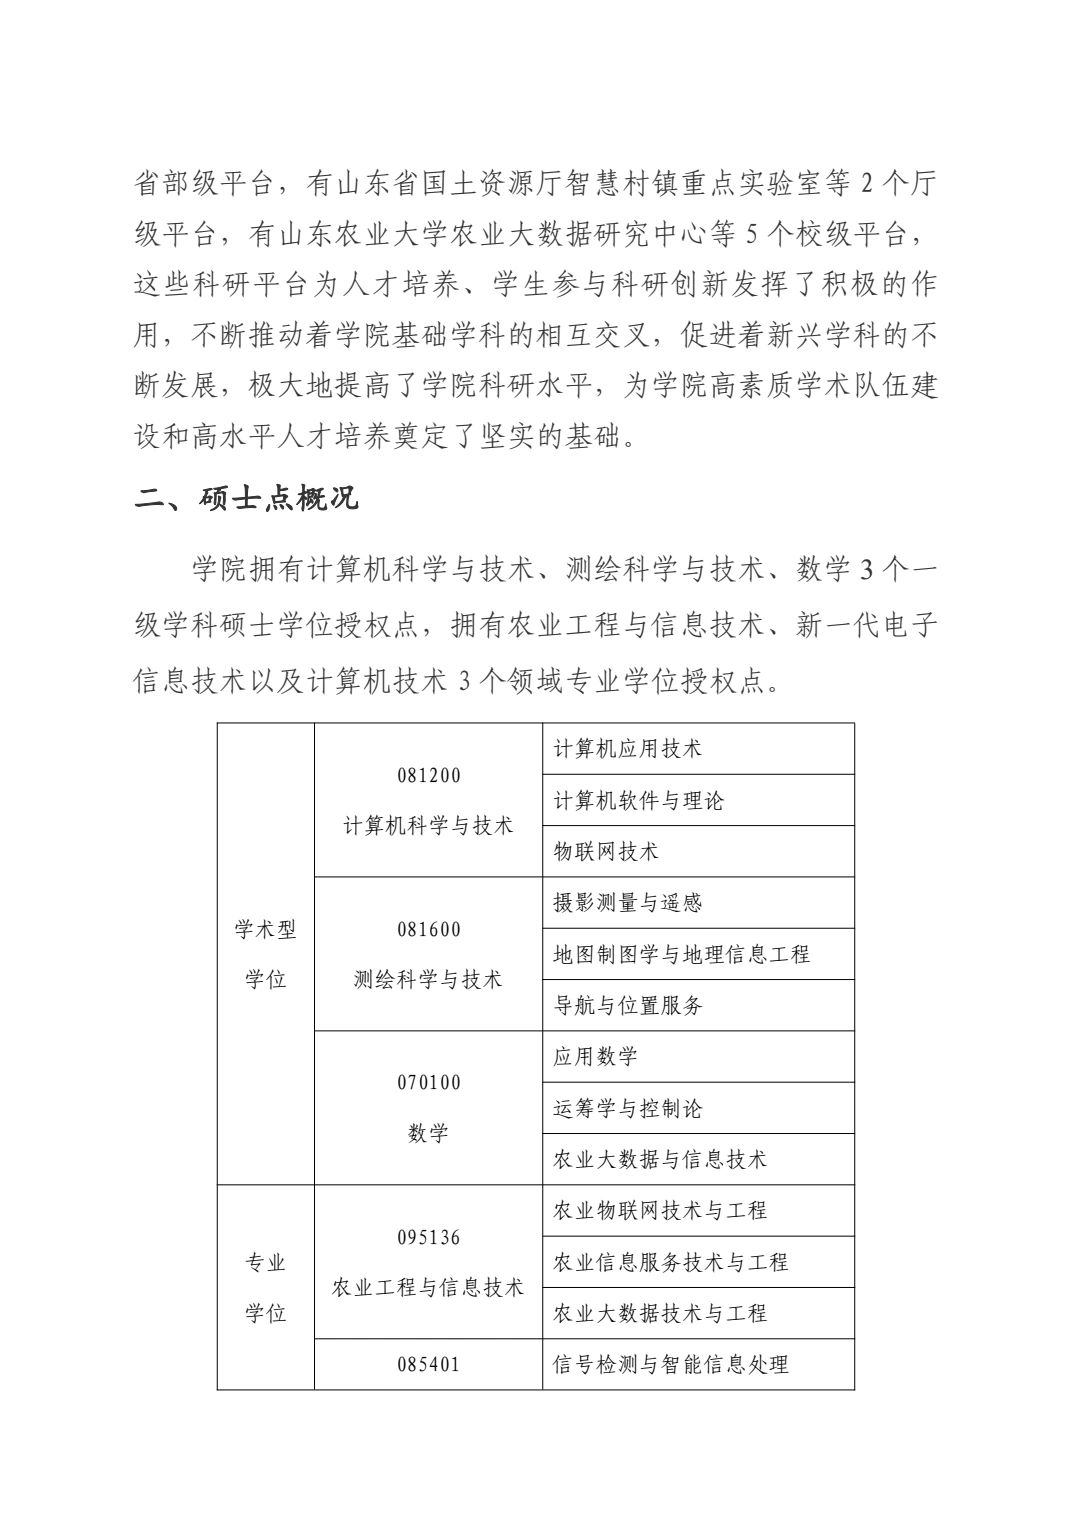 省部级平台，有山东省国土资源厅智慧村镇重点实验室等 2 个厅
级平台，有山东农业大学农业大数据研究中心等 5 个校级平台，
这些科研平台为人才培养、学生参与科研创新发挥了积极的作
用，不断推动着学院基础学科的相互交叉，促进着新兴学科的不
断发展，极大地提高了学院科研水平，为学院高素质学术队伍建
设和高水平人才培养奠定了坚实的基础。
二、硕士点概况
学院拥有计算机科学与技术、测绘科学与技术、数学 3 个一
级学科硕士学位授权点，拥有农业工程与信息技术、新一代电子
信息技术以及计算机技术 3 个领域专业学位授权点。
学术型
学位
081200
计算机科学与技术
计算机应用技术
计算机软件与理论
物联网技术
081600
测绘科学与技术
摄影测量与遥感
地图制图学与地理信息工程
导航与位置服务
070100
数学
应用数学
运筹学与控制论
农业大数据与信息技术
专业
学位
095136
农业工程与信息技术
农业物联网技术与工程
农业信息服务技术与工程
农业大数据技术与工程
085401
信号检测与智能信息处理